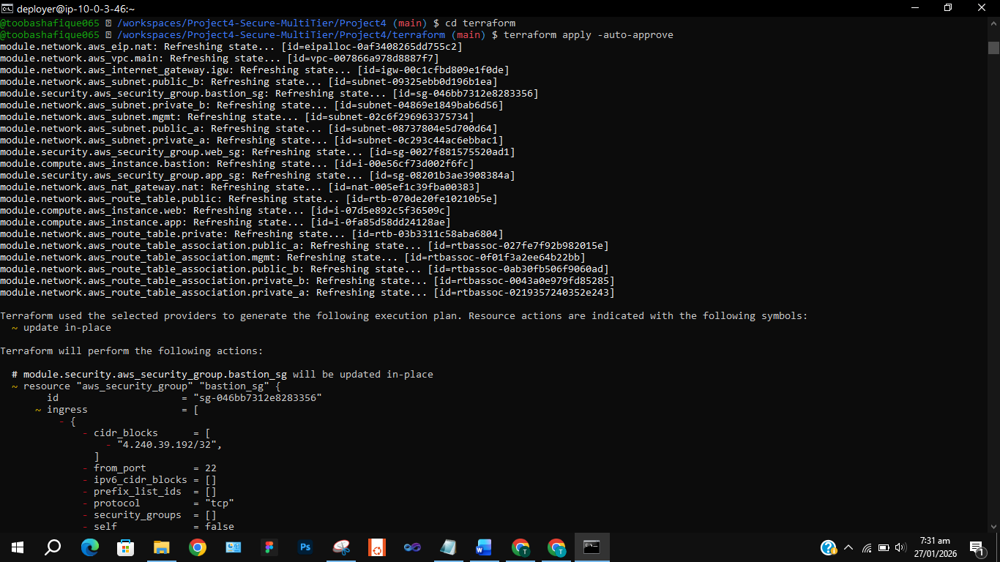 deployer@ip-10-0-3-46:~
@toobashafique065 /workspaces/Project4-Secure-MultiTier/Project4 (main) $ cd terraform
@toobashafique065 /workspaces/Project4-Secure-MultiTier/Project4/terraform (main) $ terraform apply -auto-approve
module.network.aws_eip.nat: Refreshing state... [id=eipalloc-0af3408265dd755c2]
module.network.aws_vpc.main: Refreshing state... [id=vpc-007866a978d8887f7]
module.network.aws_internet_gateway.igw: Refreshing state... [id=igw-00c1cfbd809e1f0de]
module.network.aws_subnet.public_b: Refreshing state... [id=subnet-09325ebb0d196b1ea]
module.security.aws_security_group.bastion_sg: Refreshing state... [id=sg-046bb7312e8283356]
module.network.aws_subnet.private_b: Refreshing state... [id=subnet-04869e1849bab6d56]
module.network.aws_subnet.mgmt: Refreshing state... [id=subnet-02c6f296963375734]
module.network.aws_subnet.public_a: Refreshing state... [id=subnet-08737804e5d700d64]
module.network.aws_subnet.private_a: Refreshing state... [id=subnet-0c293c44ac6ebbac1]
module.security.aws_security_group.web_sg: Refreshing state... [id=sg-0027f881575520ad1]
module.compute.aws_instance.bastion: Refreshing state... [id=i-00e56cf73d002f6fc]
module.security.aws_security_group.app_sg: Refreshing state... [id=sg-08201b3ae3908384a]
module.network.aws_nat_gateway.nat: Refreshing state... [id=nat-005ef1c39fba00383]
module.network.aws_route_table.public: Refreshing state... [id=rtb-070de20fe10210b5e]
module.compute.aws_instance.web: Refreshing state... [id=i-07d5e892c5f36509c]
module.compute.aws_instance.app: Refreshing state... [id=i-0fa85d58dd24128ae]
module.network.aws_route_table.private: Refreshing state... [id=rtb-03b3311c58aba6804]
module.network.aws_route_table_association.public_a: Refreshing state... [id=rtbassoc-027fe7f92b982015e]
module.network.aws_route_table_association.mgmt: Refreshing state... [id=rtbassoc-0f01f3a2ee64b22bb]
module.network.aws_route_table_association.public_b: Refreshing state... [id=rtbassoc-0ab30fb506f9060ad]
module.network.aws_route_table_association.private_b: Refreshing state... [id=rtbassoc-0043a0e979fd85285]
module.network.aws_route_table_association.private_a: Refreshing state... [id=rtbassoc-0219357240352e243]
Terraform used the selected providers to generate the following execution plan. Resource actions are indicated with the following symbols:
~ update in-place
Terraform will perform the following actions:
# module.security.aws_security_group.bastion_sg will be updated in-place
~ resource "aws_security_group" "bastion_sg" {
id = "sg-046bb7312e8283356"
~ ingress = [
- {
- cidr_blocks = [
- "4.240.39.192/32",
]
- from_port = 22
- ipv6_cidr_blocks = []
- prefix_list_ids = []
- protocol = "tcp"
- security_groups = []
- self = false
7:31 am
27/01/2026